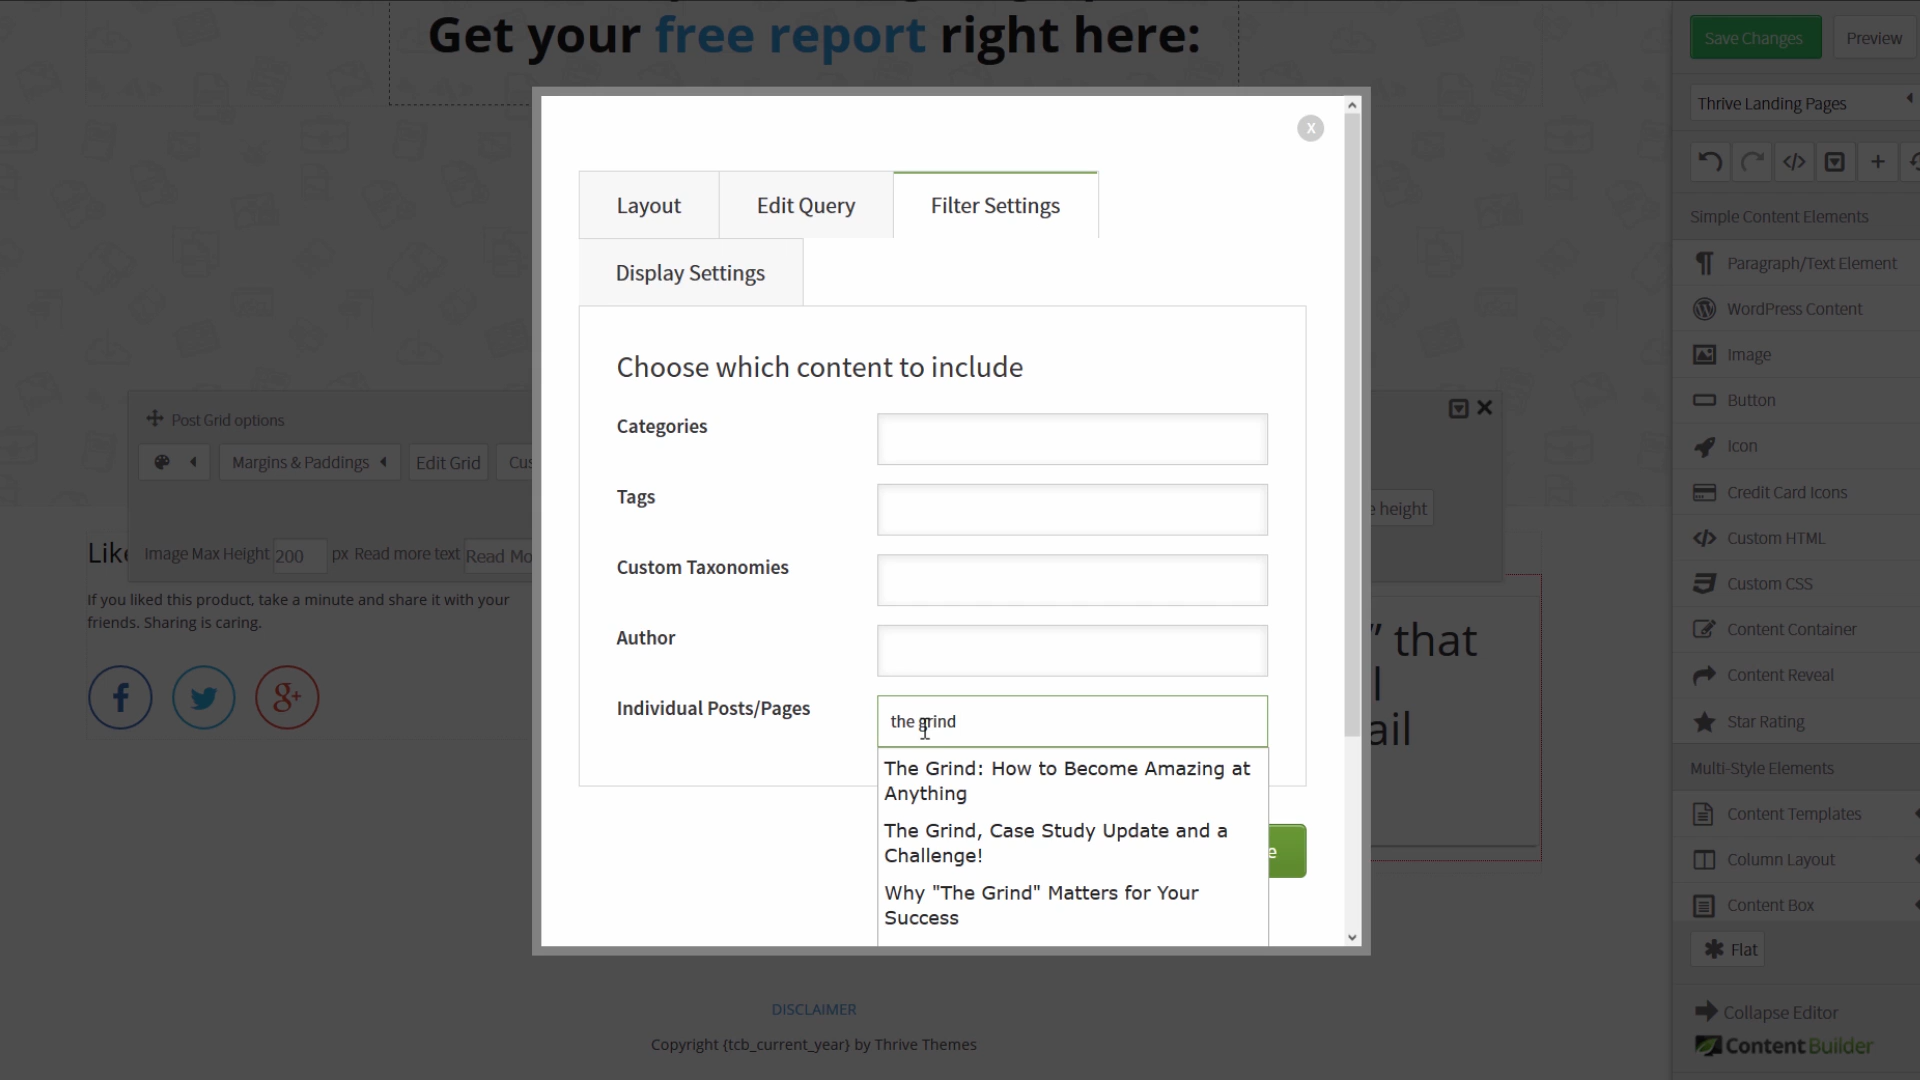 Get your free report right here:
Save Changes
Preview
Thrive Landing Pages
Simple Content Elements
Paragraph/Text Element
WordPress Content
Image
Button
Icon
Credit Card Icons
Custom HTML
Custom CSS
Content Container
Content Reveal
Star Rating
Multi-Style Elements
Content Templates
Column Layout
Content Box
Flat
Collapse Editor
Content Builder
X
Layout
Edit Query
Filter Settings
Display Settings
Choose which content to include
Categories
Tags
Custom Taxonomies
Author
Individual Posts/Pages
the grind
The Grind: How to Become Amazing at
Anything
The Grind, Case Study Update and a
Challenge!
Why "The Grind" Matters for Your
Success
Post Grid options
Margins & Paddings
Edit Grid
Image Max Height 200 px Read more text
height
If you liked this product, take a minute and share it with your
friends. Sharing is caring.
f
g+
" that
DISCLAIMER
Copyright {tcb_current_year} by Thrive Themes